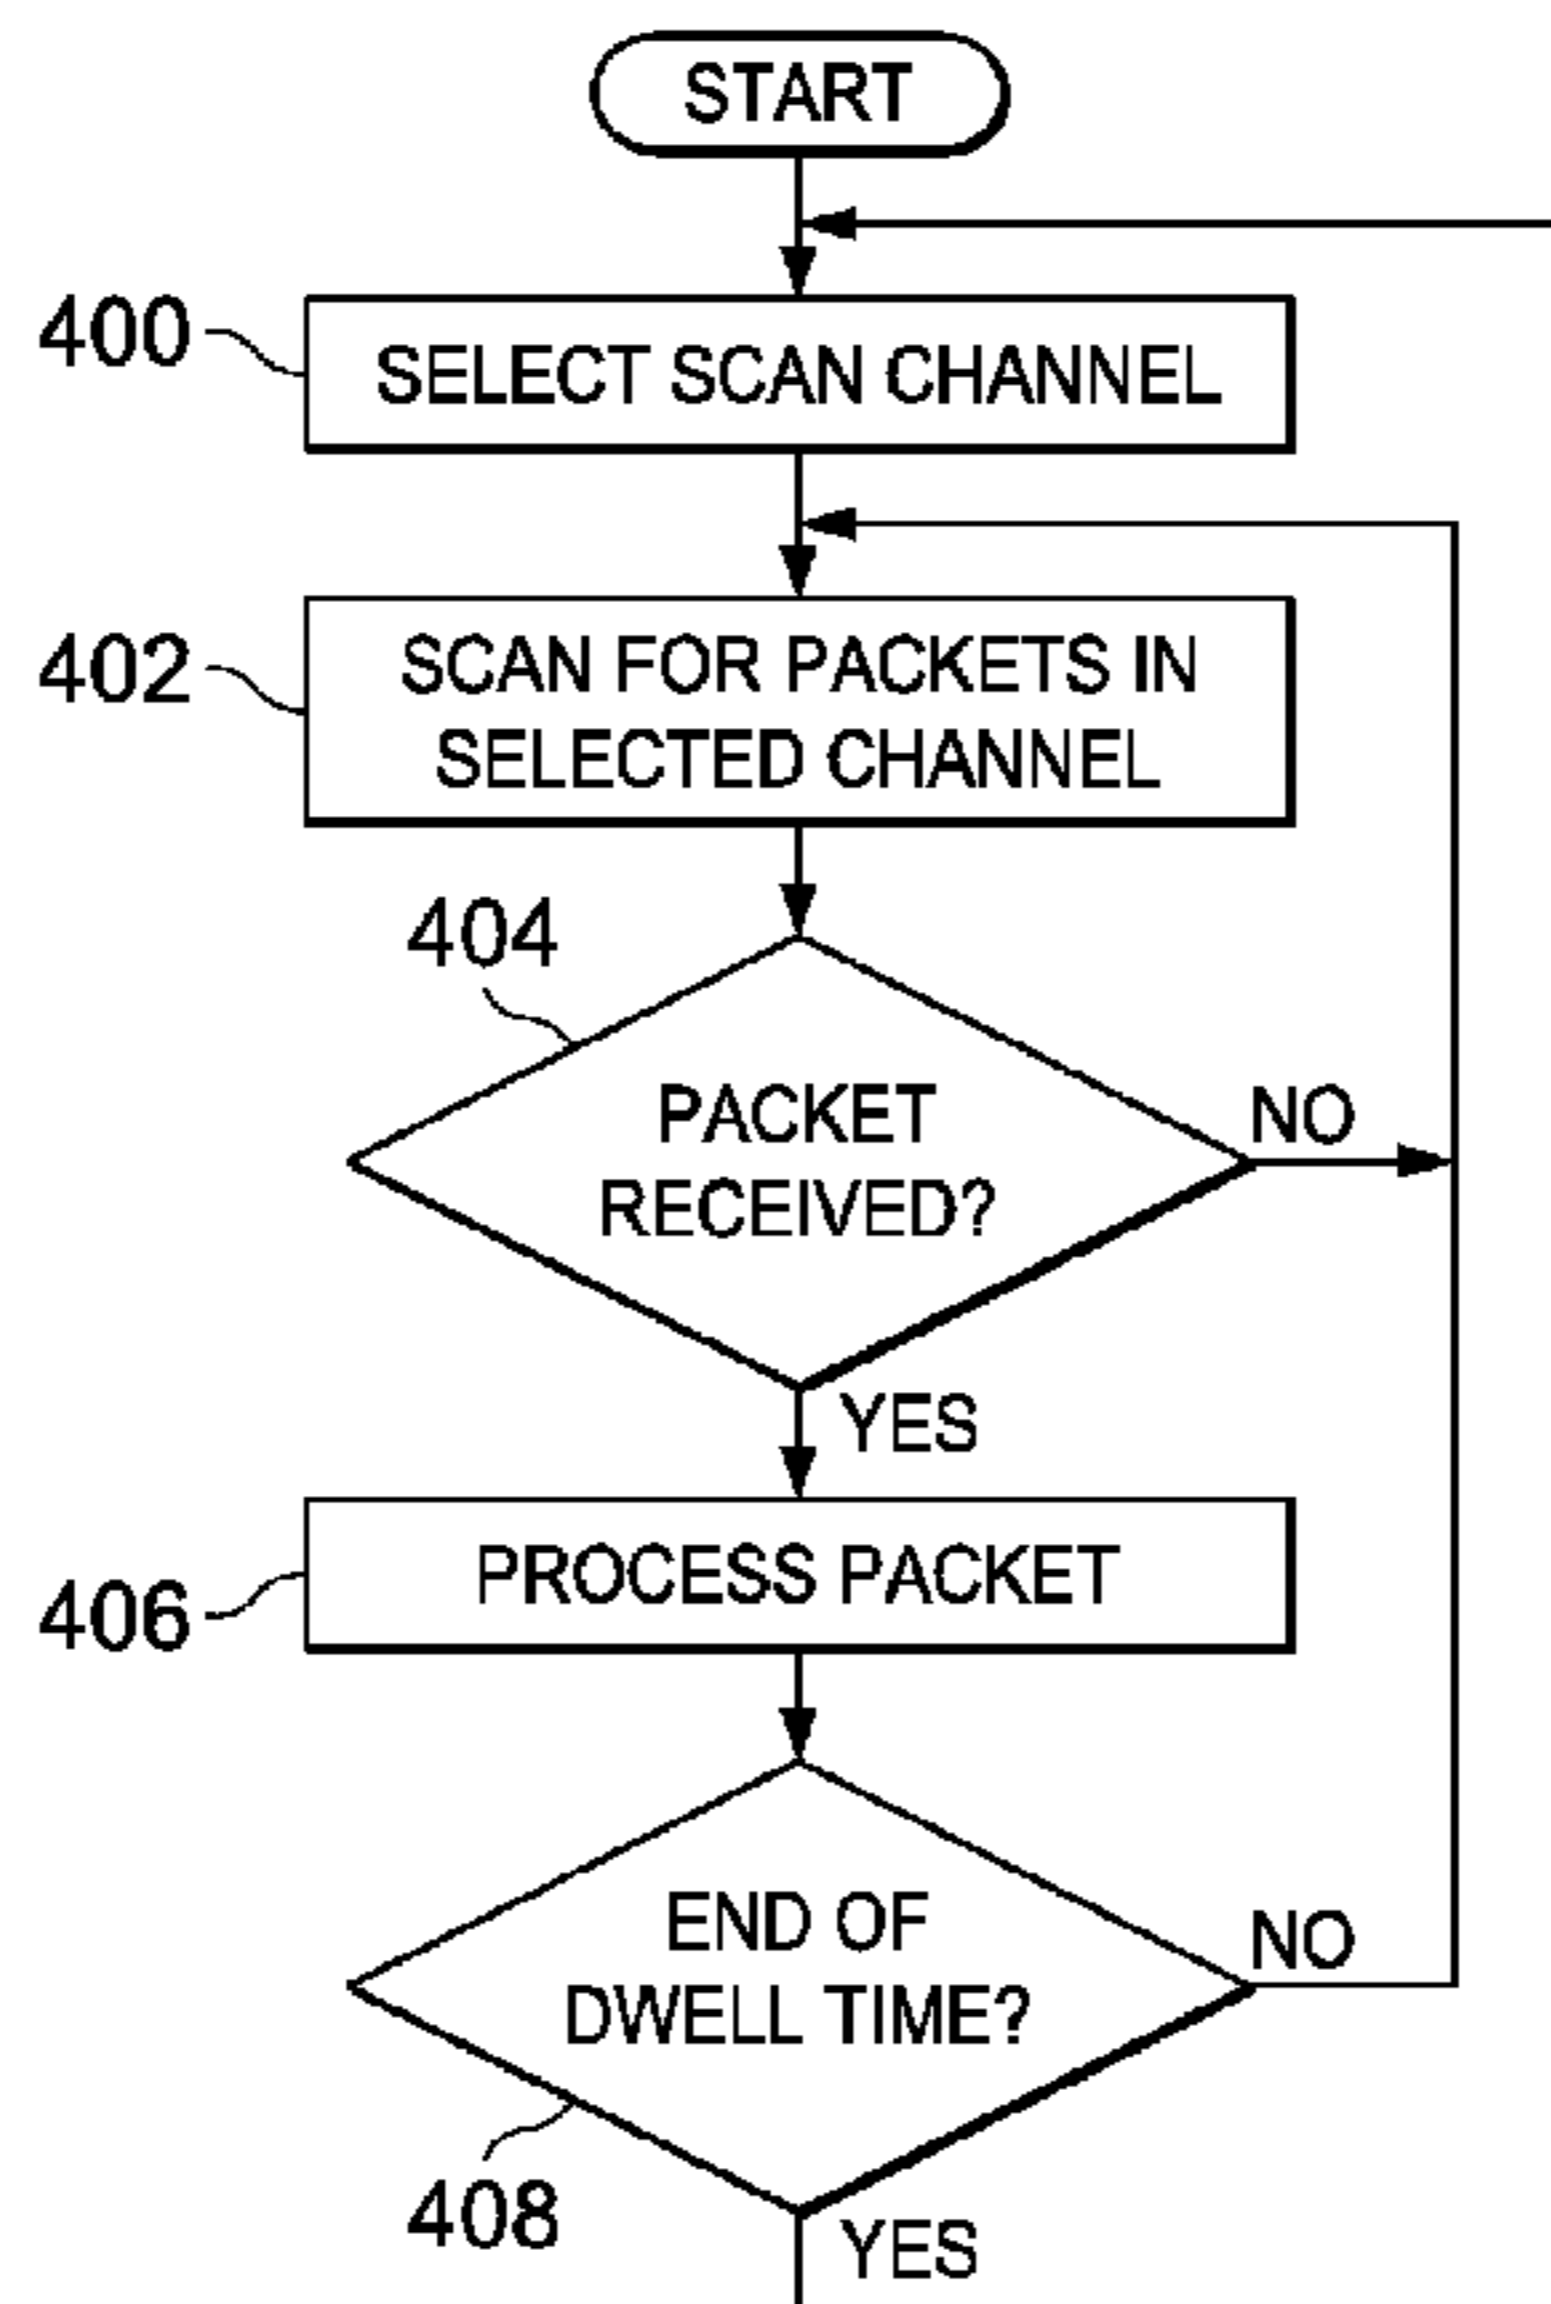 START
400
SELECT SCAN CHANNEL
402
SCAN FOR PACKETS IN
SELECTED CHANNEL
404
PACKET
RECEIVED?
NO
YES
406
PROCESS PACKET
END OF
DWELL TIME?
NO
408
YES